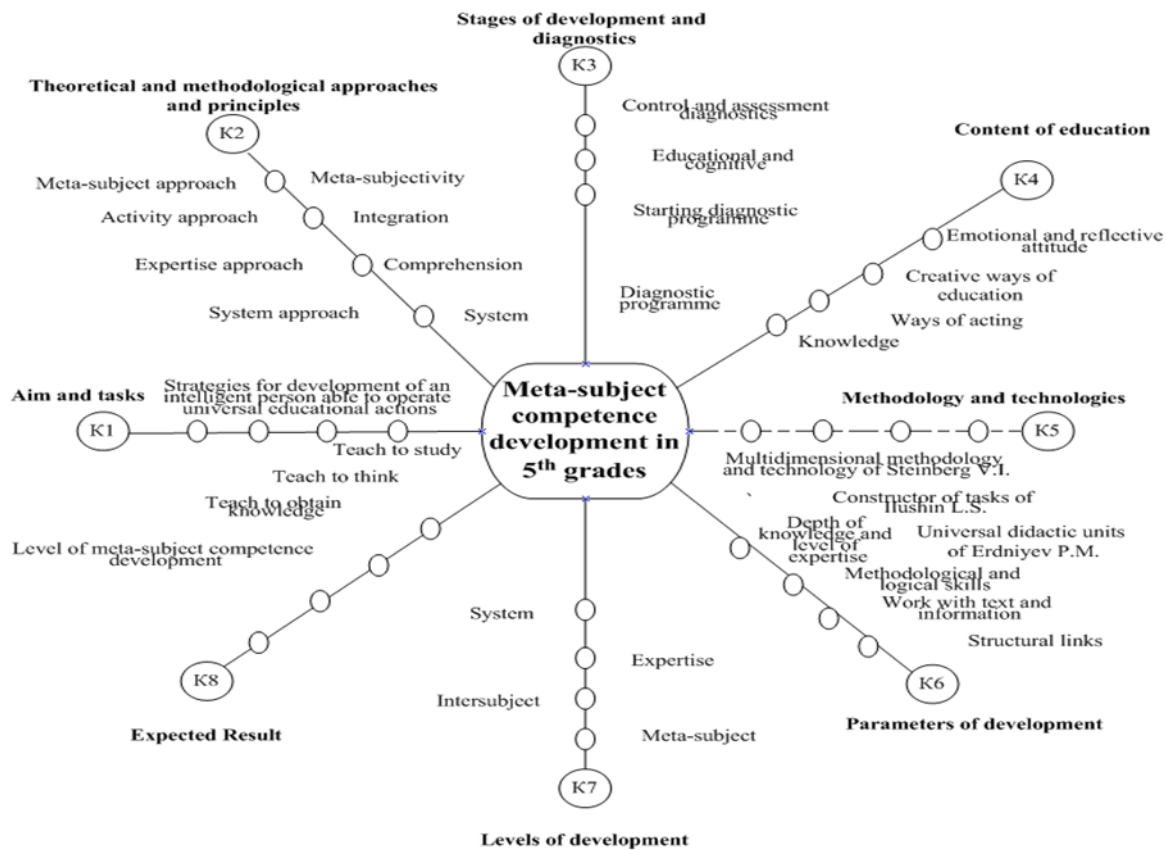 Stages of development and
diagnostics
K3
Control and assessment
diagnostics
Educational and
cognitive
Starting diagnostic
programme
Diagnostic
programme
Theoretical and methodological approaches
and principles
K2
Meta-subject approach
Meta-subjectivity
Activity approach
Integration
Expertise approach
Comprehension
System approach
System
Content of education
K4
Emotional and reflective
attitude
Creative ways of
education
Ways of acting
Knowledge
Aim and tasks
K1
Strategies for development of an
intelligent person able to operate
universal educational actions
Teach to study
Teach to think
Teach to obtain
knowledge
Meta-subject
competence
development in
5th grades
Methodology and technologies
K5
Multidimensional methodology
and technology of Steinberg V.I.
Constructor of tasks of
Ilushin L.S.
Universal didactic units
of Erdniyev P.M.
Level of meta-subject competence
development
K8
Expected Result
System
Expertise
Intersubject
Meta-subject
K7
Levels of development
Depth of
knowledge and
level of
expertise
Methodological and
logical skills
Work with text and
information
Structural links
K6
Parameters of development